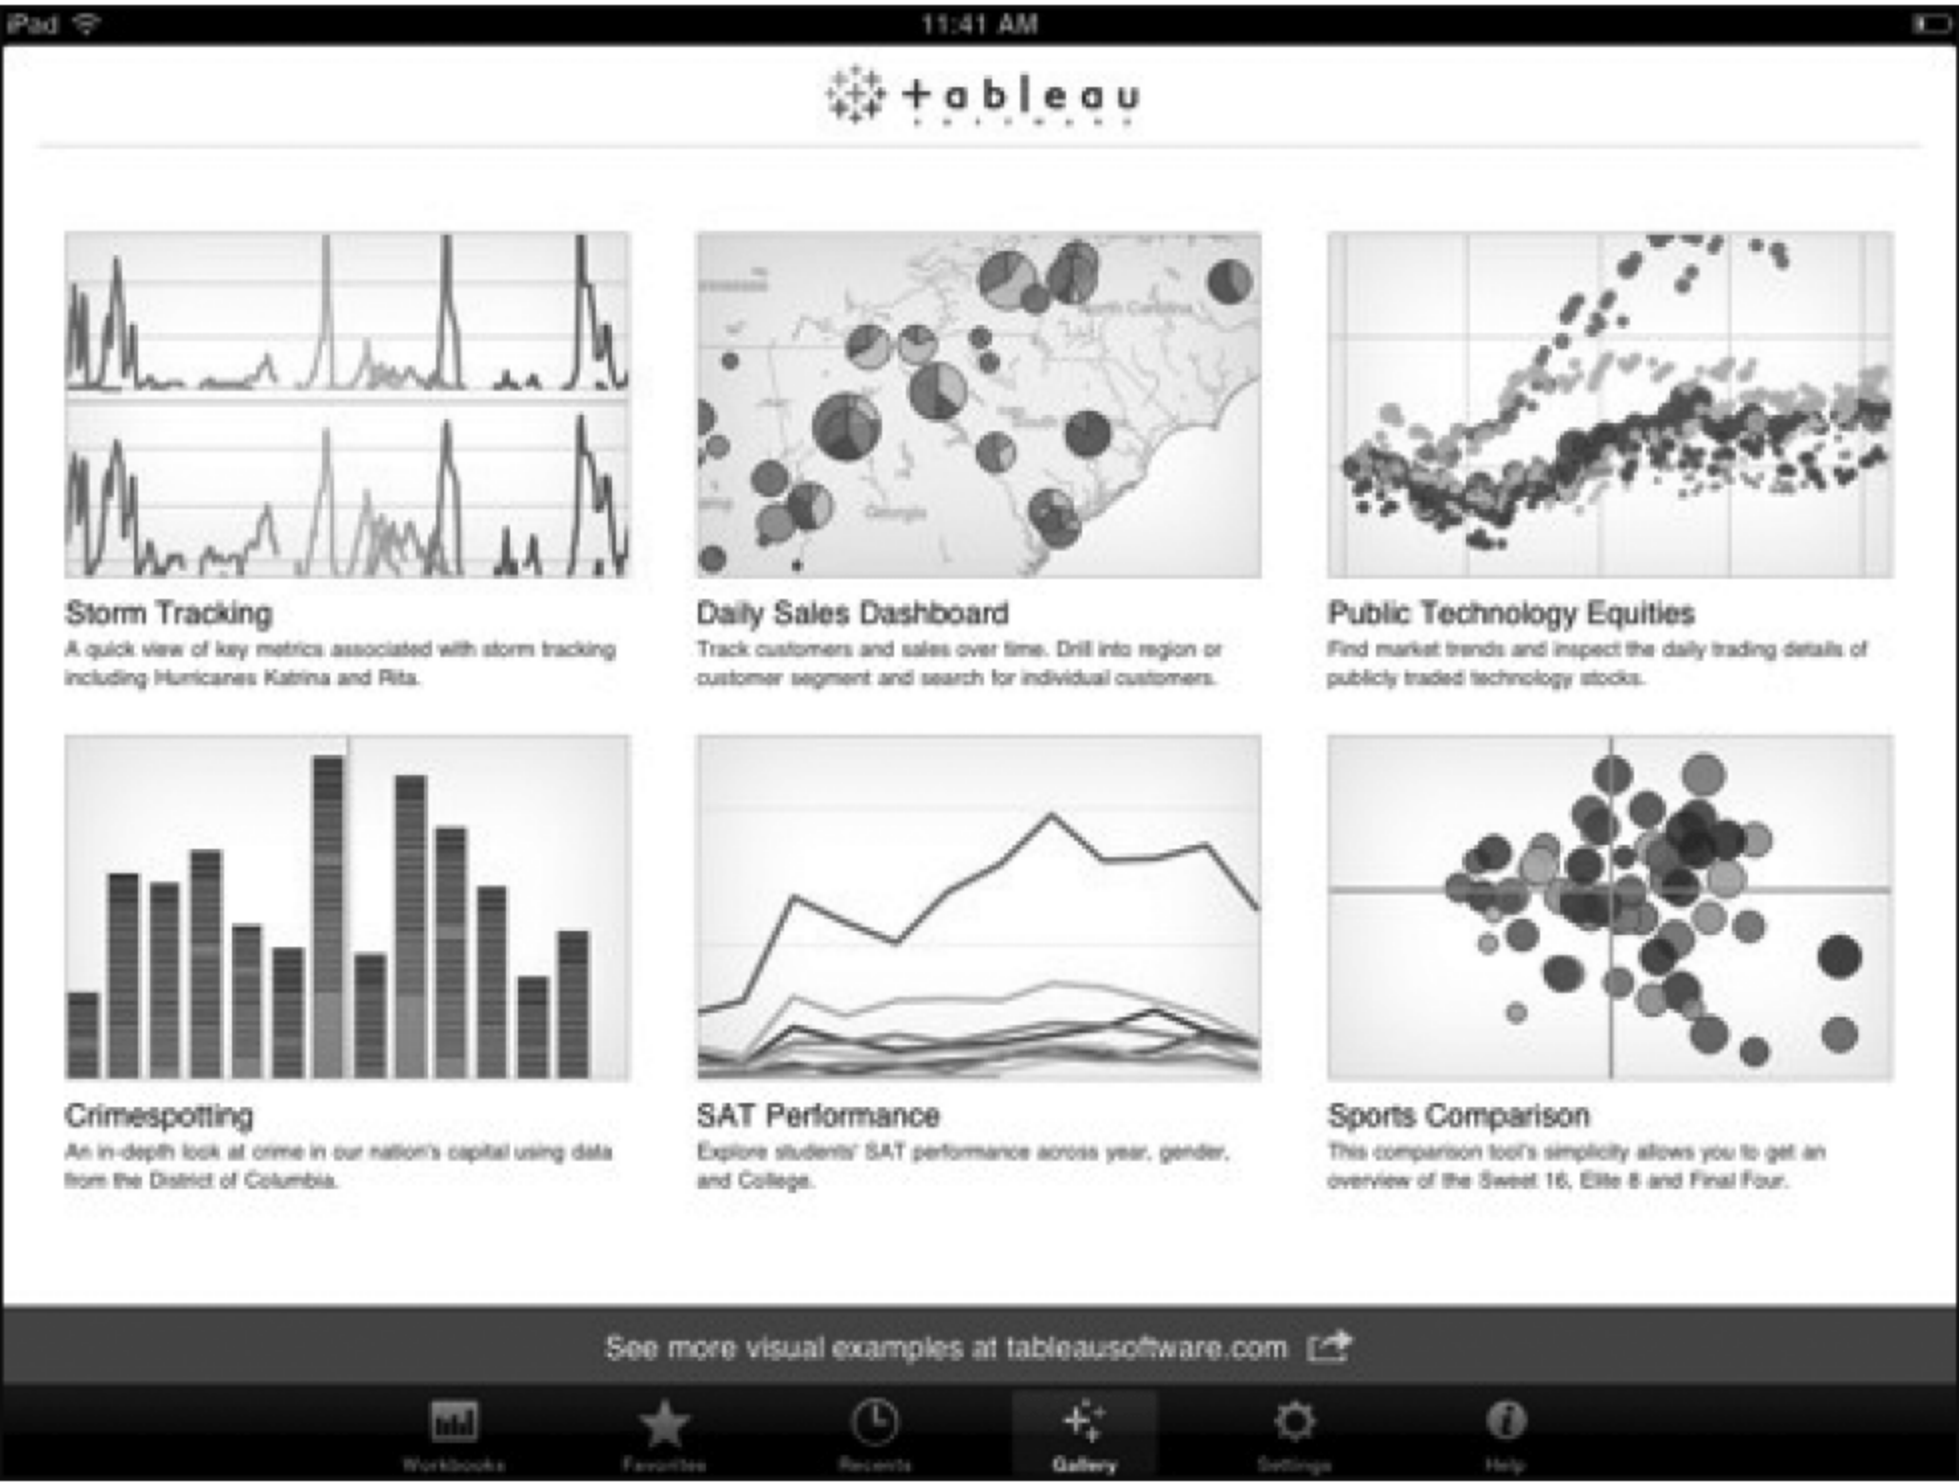 iPad
11:41 AM
+ableau
SOFTWARE
North Carolina
South
Georgia
Storm Tracking
A quick view of key metrics associated with storm tracking
including Hurricanes Katrina and Rita.
Daily Sales Dashboard
Track customers and sales over time. Drill into region or
customer segment and search for individual customers.
Public Technology Equities
Find market trends and inspect the daily trading details of
publicly traded technology stocks.
Crimespotting
An in-depth look at crime in our nation's capital using data
from the District of Columbia.
SAT Performance
Explore students' SAT performance across year, gender,
and College.
Sports Comparison
This comparison tool's simplicity allows you to get an
overview of the Sweet 16, Elite 8 and Final Four.
See more visual examples at tableausoftware.com
Workbooks
Favorites
Recents
Gallery
Settings
Help